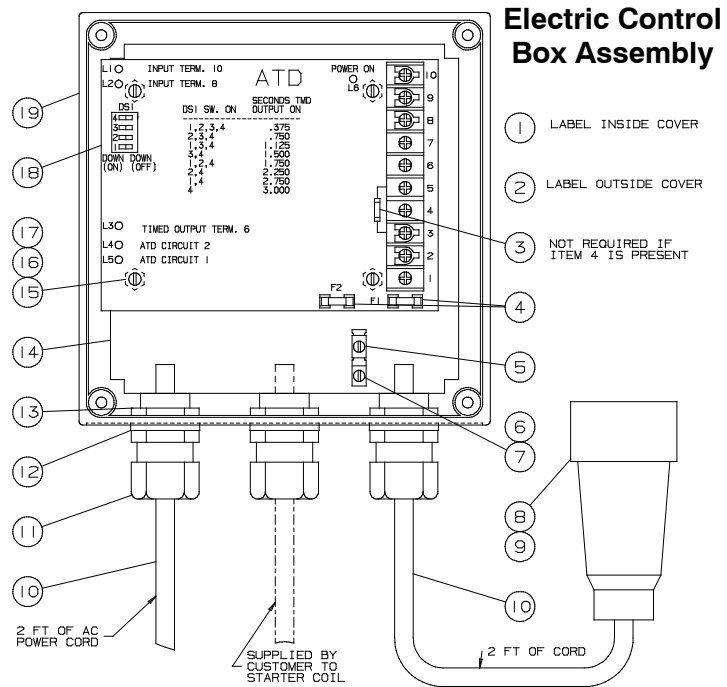 Electric Control
Box Assembly
L1 INPUT TERM. 10
L2 INPUT TERM. 8
ATD
POWER ON
L6
DS1
4
3
2
1
DOWN DOWN
(ON) (OFF)
DS1 SW. ON
SECONDS TMD
OUTPUT ON
1,2,3,4 .375
2,3,4 .750
1,3,4 1.125
3,4 1.500
1,2,4 1.750
2,4 2.250
1,4 2.750
4 3.000
L3 TIMED OUTPUT TERM. 6
L4 ATD CIRCUIT 2
L5 ATD CIRCUIT 1
10
9
8
7
6
5
4
3
2
1
F2
F1
1 LABEL INSIDE COVER
2 LABEL OUTSIDE COVER
3 NOT REQUIRED IF
ITEM 4 IS PRESENT
4
5
6
7
8
9
10
19
18
17
16
15
14
13
12
11
10
2 FT OF AC
POWER CORD
SUPPLIED BY
CUSTOMER TO
STARTER COIL
2 FT OF CORD